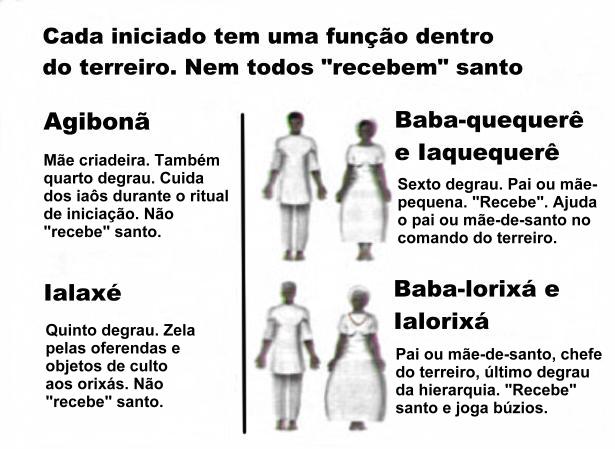 Cada iniciado tem uma função dentro
do terreiro. Nem todos "recebem" santo
Agibonã
Mãe criadeira. Também
quarto degrau. Cuida
dos iaôs durante o ritual
de iniciação. Não
"recebe" santo.
Ialaxé
Quinto degrau. Zela
pelas oferendas e
objetos de culto
aos orixás. Não
"recebe" santo.
Baba-quequerê
e Iaquequerê
Sexto degrau. Pai ou mãe-
pequena. "Recebe". Ajuda
o pai ou mãe-de-santo no
comando do terreiro.
Baba-lorixá e
Ialorixá
Pai ou mãe-de-santo, chefe
do terreiro, último degrau
da hierarquia. "Recebe"
santo e joga búzios.